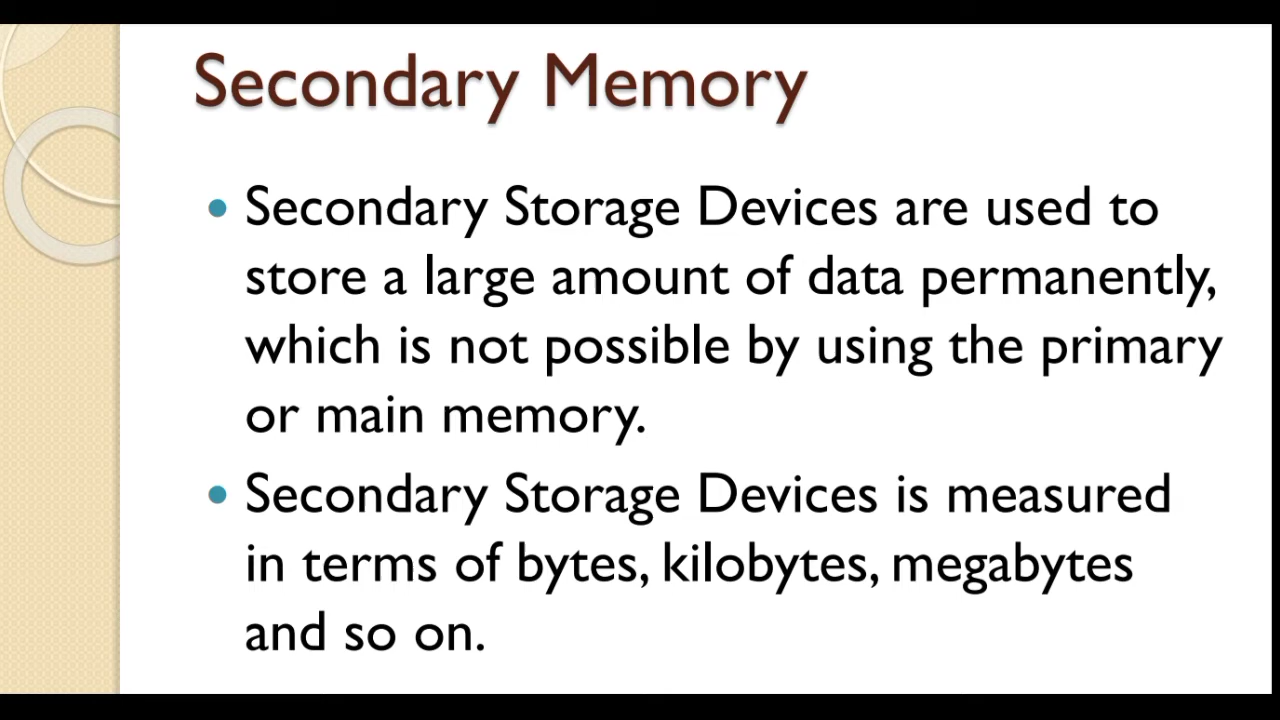 Secondary Memory
• Secondary Storage Devices are used to
store a large amount of data permanently,
which is not possible by using the primary
or main memory.
• Secondary Storage Devices is measured
in terms of bytes, kilobytes, megabytes
and so on.